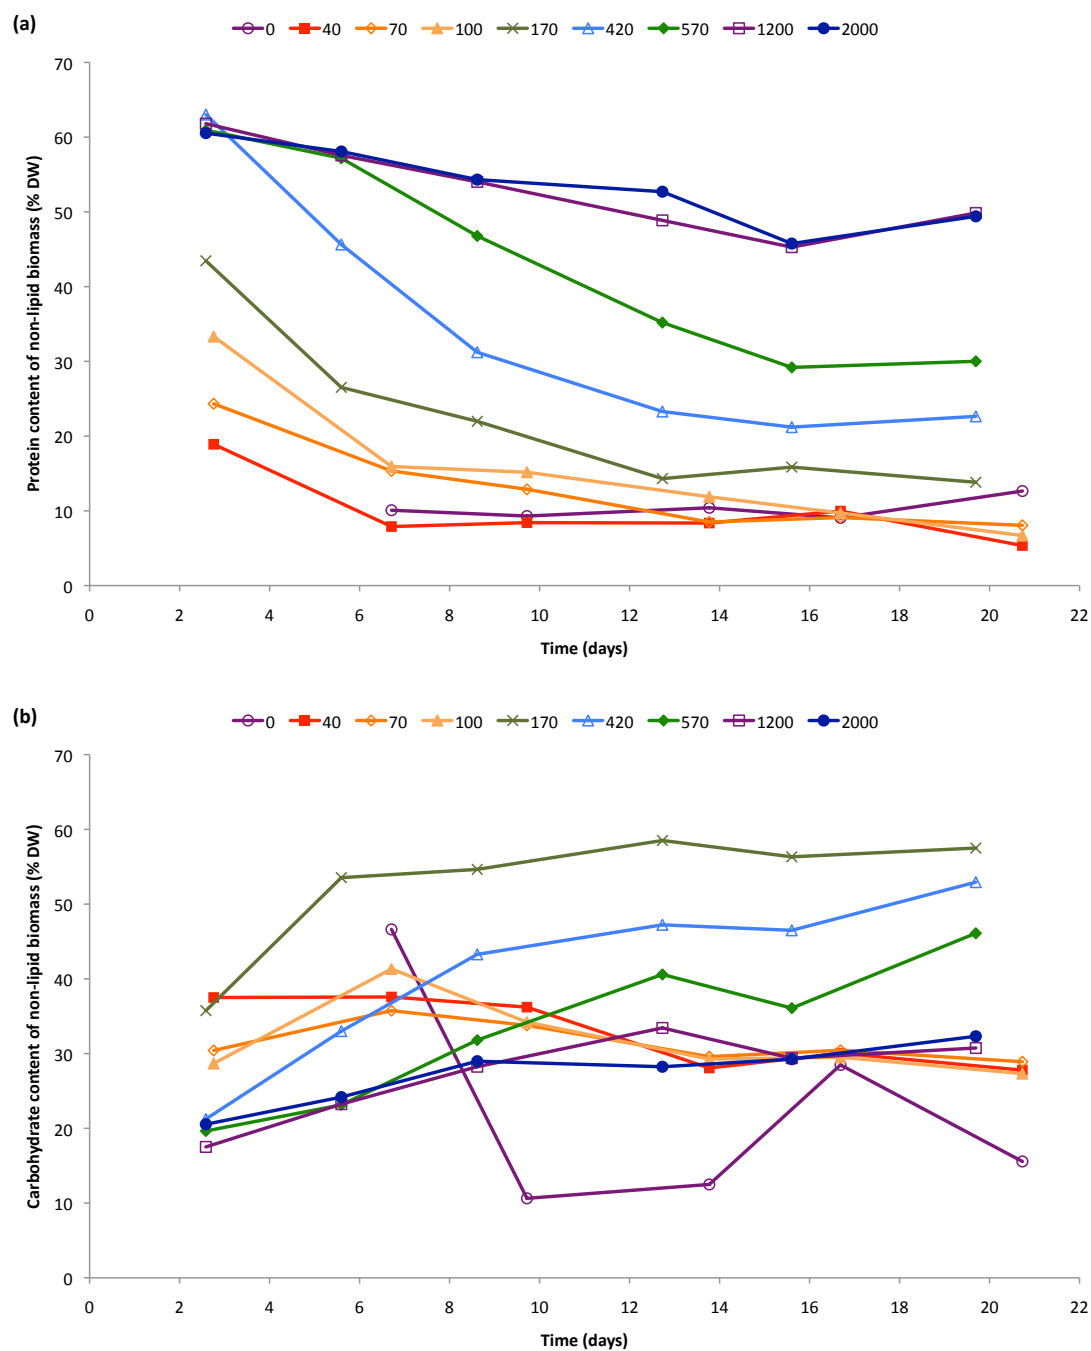 (a)
0 40 70 100 170 420 570 1200 2000
70
60
50
40
30
20
10
0
Protein content of non-lipid biomass (% DW)
0 2 4 6 8 10 12 14 16 18 20 22
Time (days)
(b)
0 40 70 100 170 420 570 1200 2000
70
60
50
40
30
20
10
0
Carbohydrate content of non-lipid biomass (% DW)
0 2 4 6 8 10 12 14 16 18 20 22
Time (days)